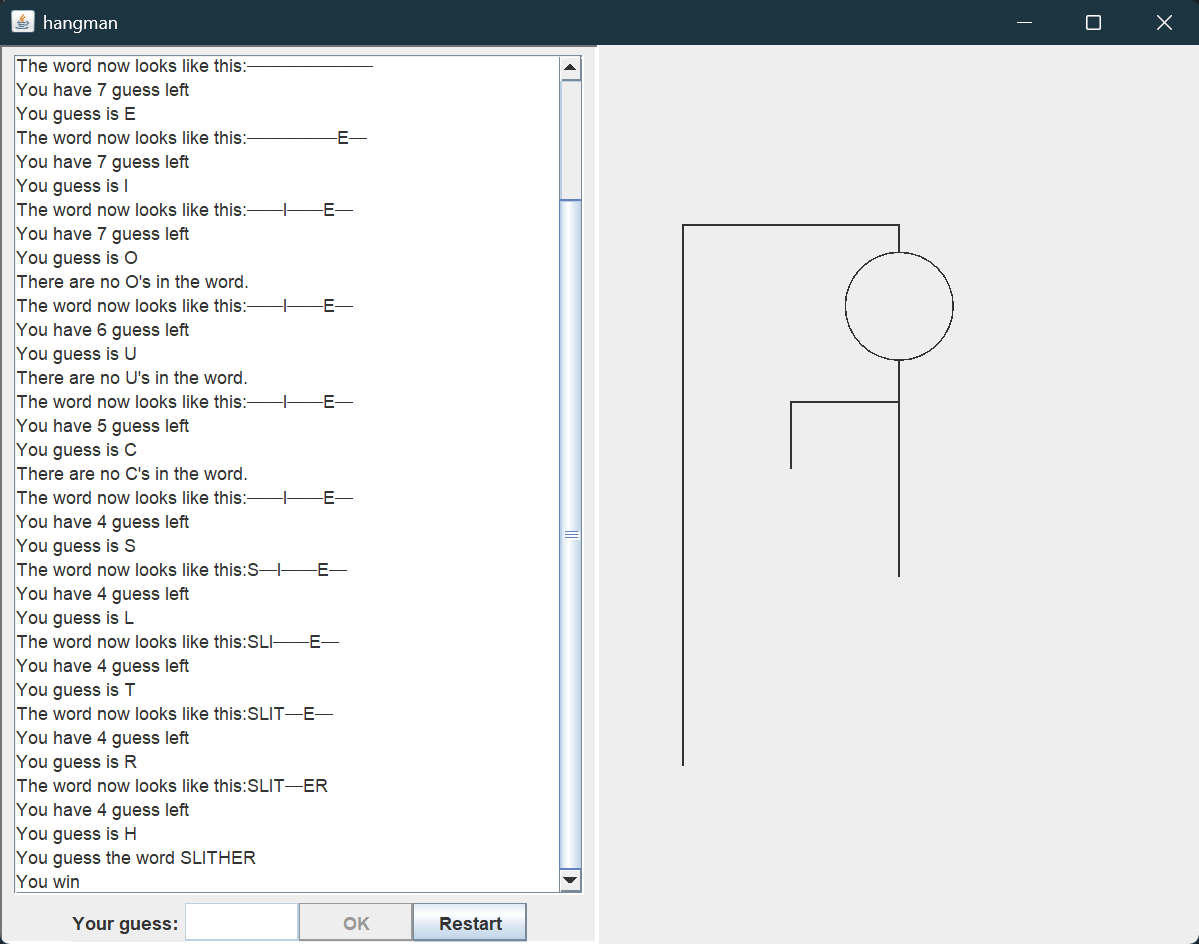 hangman
The word now looks like this:———————
You have 7 guess left
You guess is E
The word now looks like this:—————E—
You have 7 guess left
You guess is I
The word now looks like this:——I——E—
You have 7 guess left
You guess is O
There are no O's in the word.
The word now looks like this:——I——E—
You have 6 guess left
You guess is U
There are no U's in the word.
The word now looks like this:——I——E—
You have 5 guess left
You guess is C
There are no C's in the word.
The word now looks like this:——I——E—
You have 4 guess left
You guess is S
The word now looks like this:S—I——E—
You have 4 guess left
You guess is L
The word now looks like this:SLI——E—
You have 4 guess left
You guess is T
The word now looks like this:SLIT—E—
You have 4 guess left
You guess is R
The word now looks like this:SLIT—ER
You have 4 guess left
You guess is H
You guess the word SLITHER
You win
Your guess: OK Restart